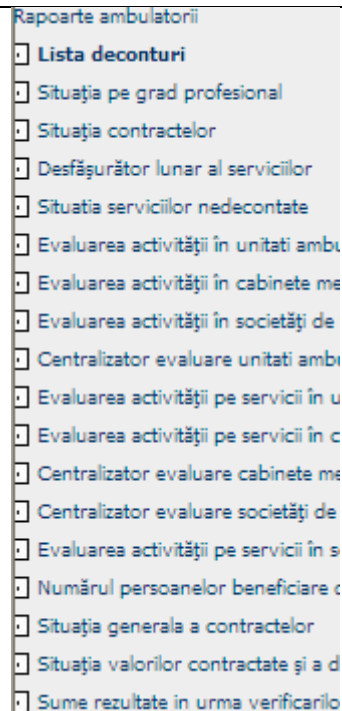 Rapoarte ambulatorii
Lista deconturi
Situaţia pe grad profesional
Situaţia contractelor
Desfăşurător lunar al serviciilor
Situatia serviciilor nedecontate
Evaluarea activităţii în unitati
Evaluarea activităţii în cabinete
Evaluarea activităţii în societăţi de
Centralizator evaluare unitati
Evaluarea activităţii pe servicii în
Evaluarea activităţii pe servicii în
Centralizator evaluare cabinete
Centralizator evaluare societăţi de
Evaluarea activităţii pe servicii în
Numărul persoanelor beneficiare
Situaţia generala a contractelor
Situaţia valorilor contractate şi a
Sume rezultate in urma